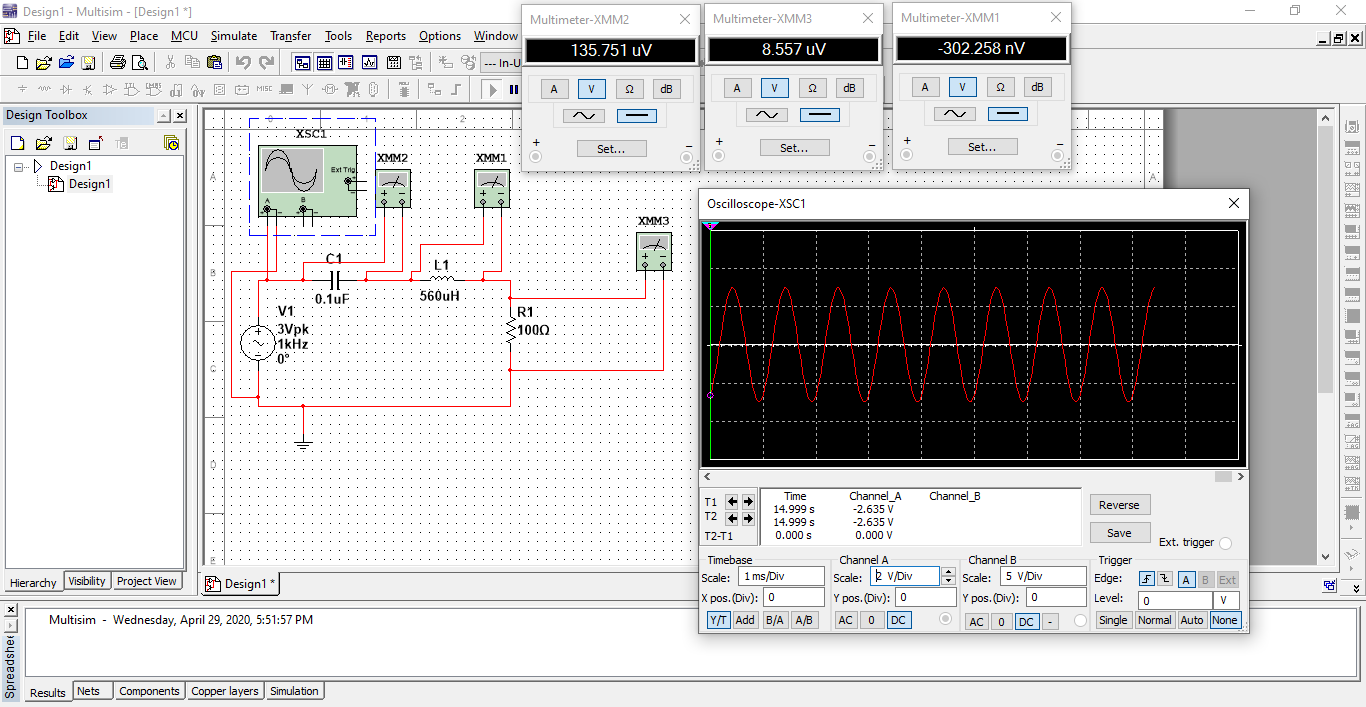 Design1 - Multisim - [Design1 *]
File Edit View Place MCU Simulate Transfer Tools Reports Options Window
--- In-U
MISC
Design Toolbox
Design1
Design1
Hierarchy Visibility Project View
0 1 2
A
B
C
D
E
A
XSC1
Ext Trig
A B
XMM2
XMM1
XMM3
C1
0.1uF
L1
560uH
V1
3Vpk
1kHz
0°
R1
100Ω
Design1 *
Multimeter-XMM2
135.751 uV
A V Ω dB
+ Set... -
Multimeter-XMM3
8.557 uV
A V Ω dB
+ Set... -
Multimeter-XMM1
-302.258 nV
A V Ω dB
+ Set... -
Oscilloscope-XSC1
Time Channel_A Channel_B
T1 14.999 s -2.635 V
T2 14.999 s -2.635 V
T2-T1 0.000 s 0.000 V
Reverse
Save
Ext. trigger
Timebase
Scale: 1 ms/Div
X pos.(Div): 0
Y/T Add B/A A/B
Channel A
Scale: 2 V/Div
Y pos.(Div): 0
AC 0 DC
Channel B
Scale: 5 V/Div
Y pos.(Div): 0
AC 0 DC -
Trigger
Edge: A B Ext
Level: 0 V
Single Normal Auto None
Multisim - Wednesday, April 29, 2020, 5:51:57 PM
Results Nets Components Copper layers Simulation